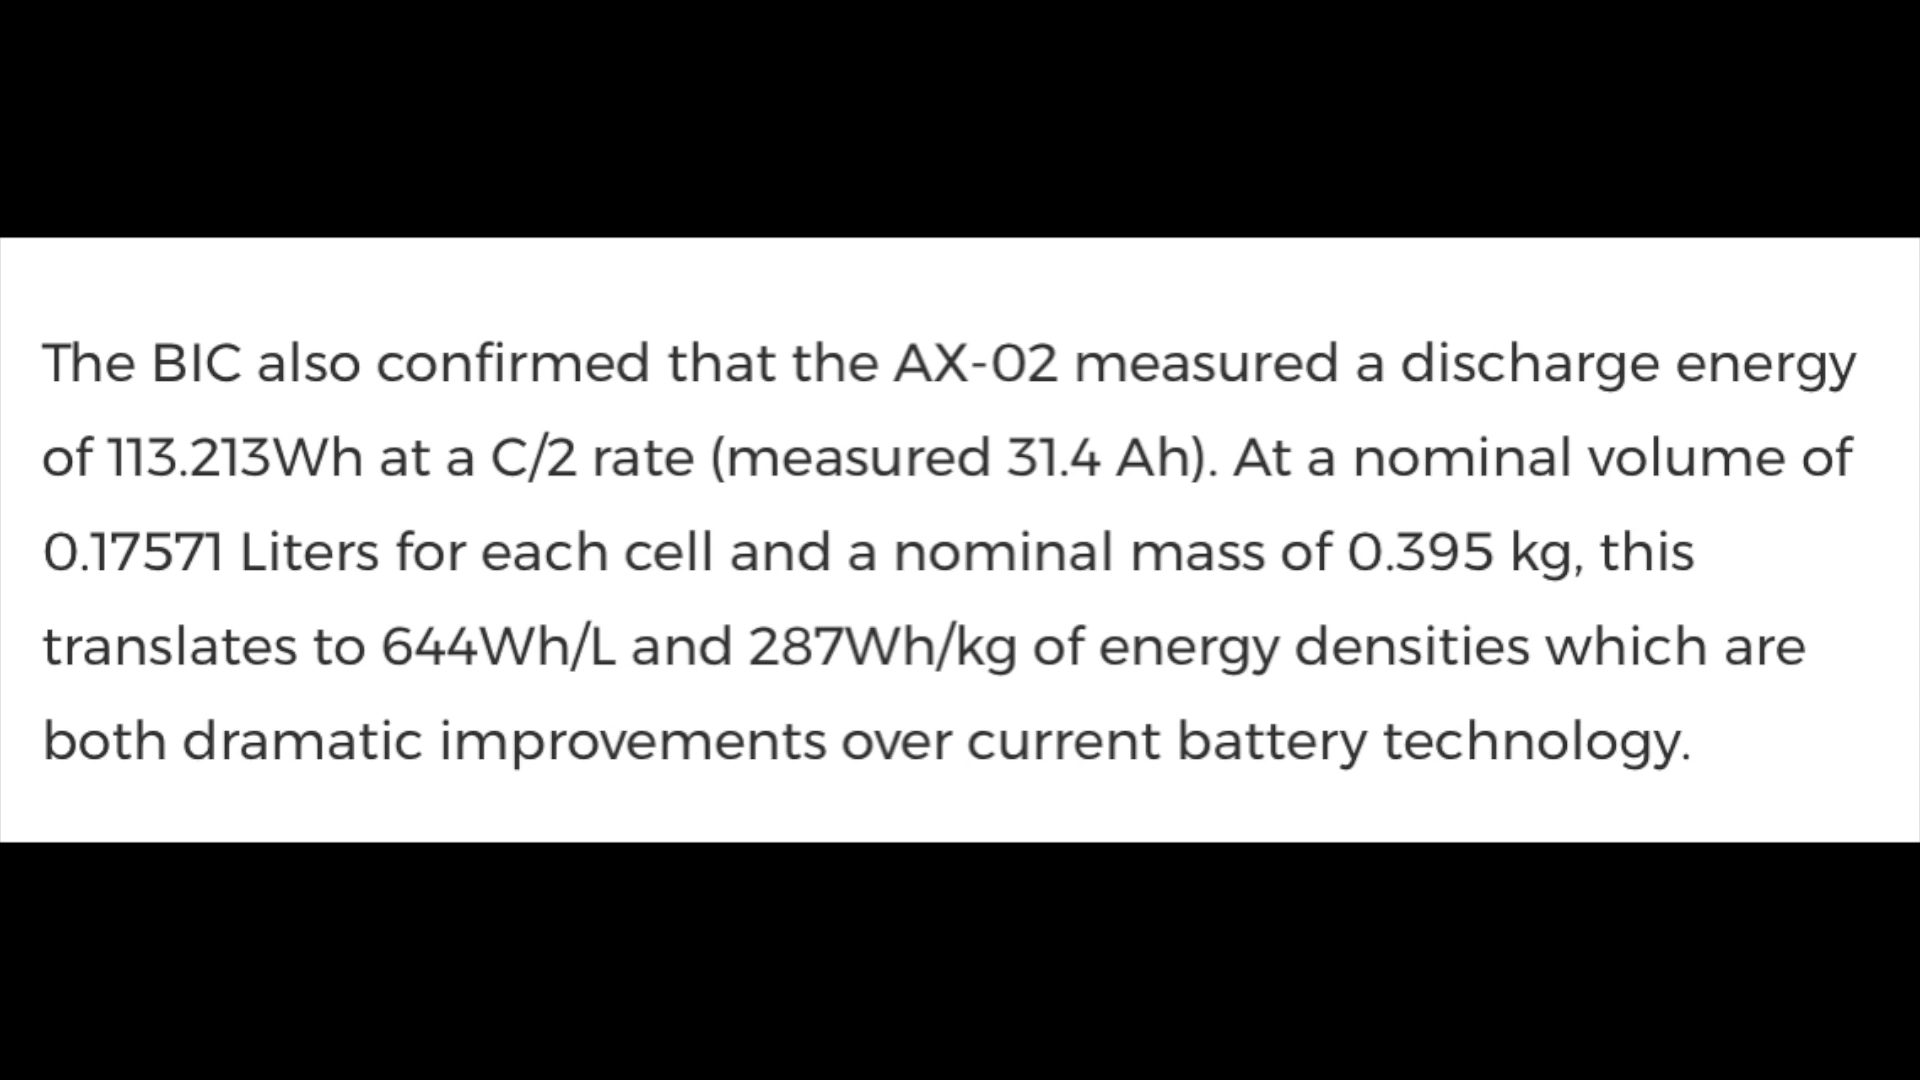 The BIC also confirmed that the AX-02 measured a discharge energy
of 113.213Wh at a C/2 rate (measured 31.4 Ah). At a nominal volume of
0.17571 Liters for each cell and a nominal mass of 0.395 kg, this
translates to 644Wh/L and 287Wh/kg of energy densities which are
both dramatic improvements over current battery technology.